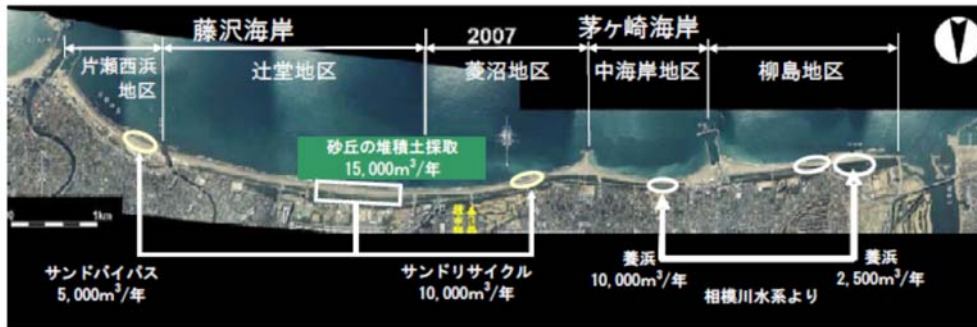 藤沢海岸
2007
茅ヶ崎海岸
片瀬西浜
地区
辻堂地区
菱沼地区
中海岸地区
柳島地区
砂丘の堆積土採取
15,000m³/年
0
1km
サンドバイパス
5,000m³/年
サンドリサイクル
10,000m³/年
養浜
10,000m³/年
養浜
2,500m³/年
相模川水系より